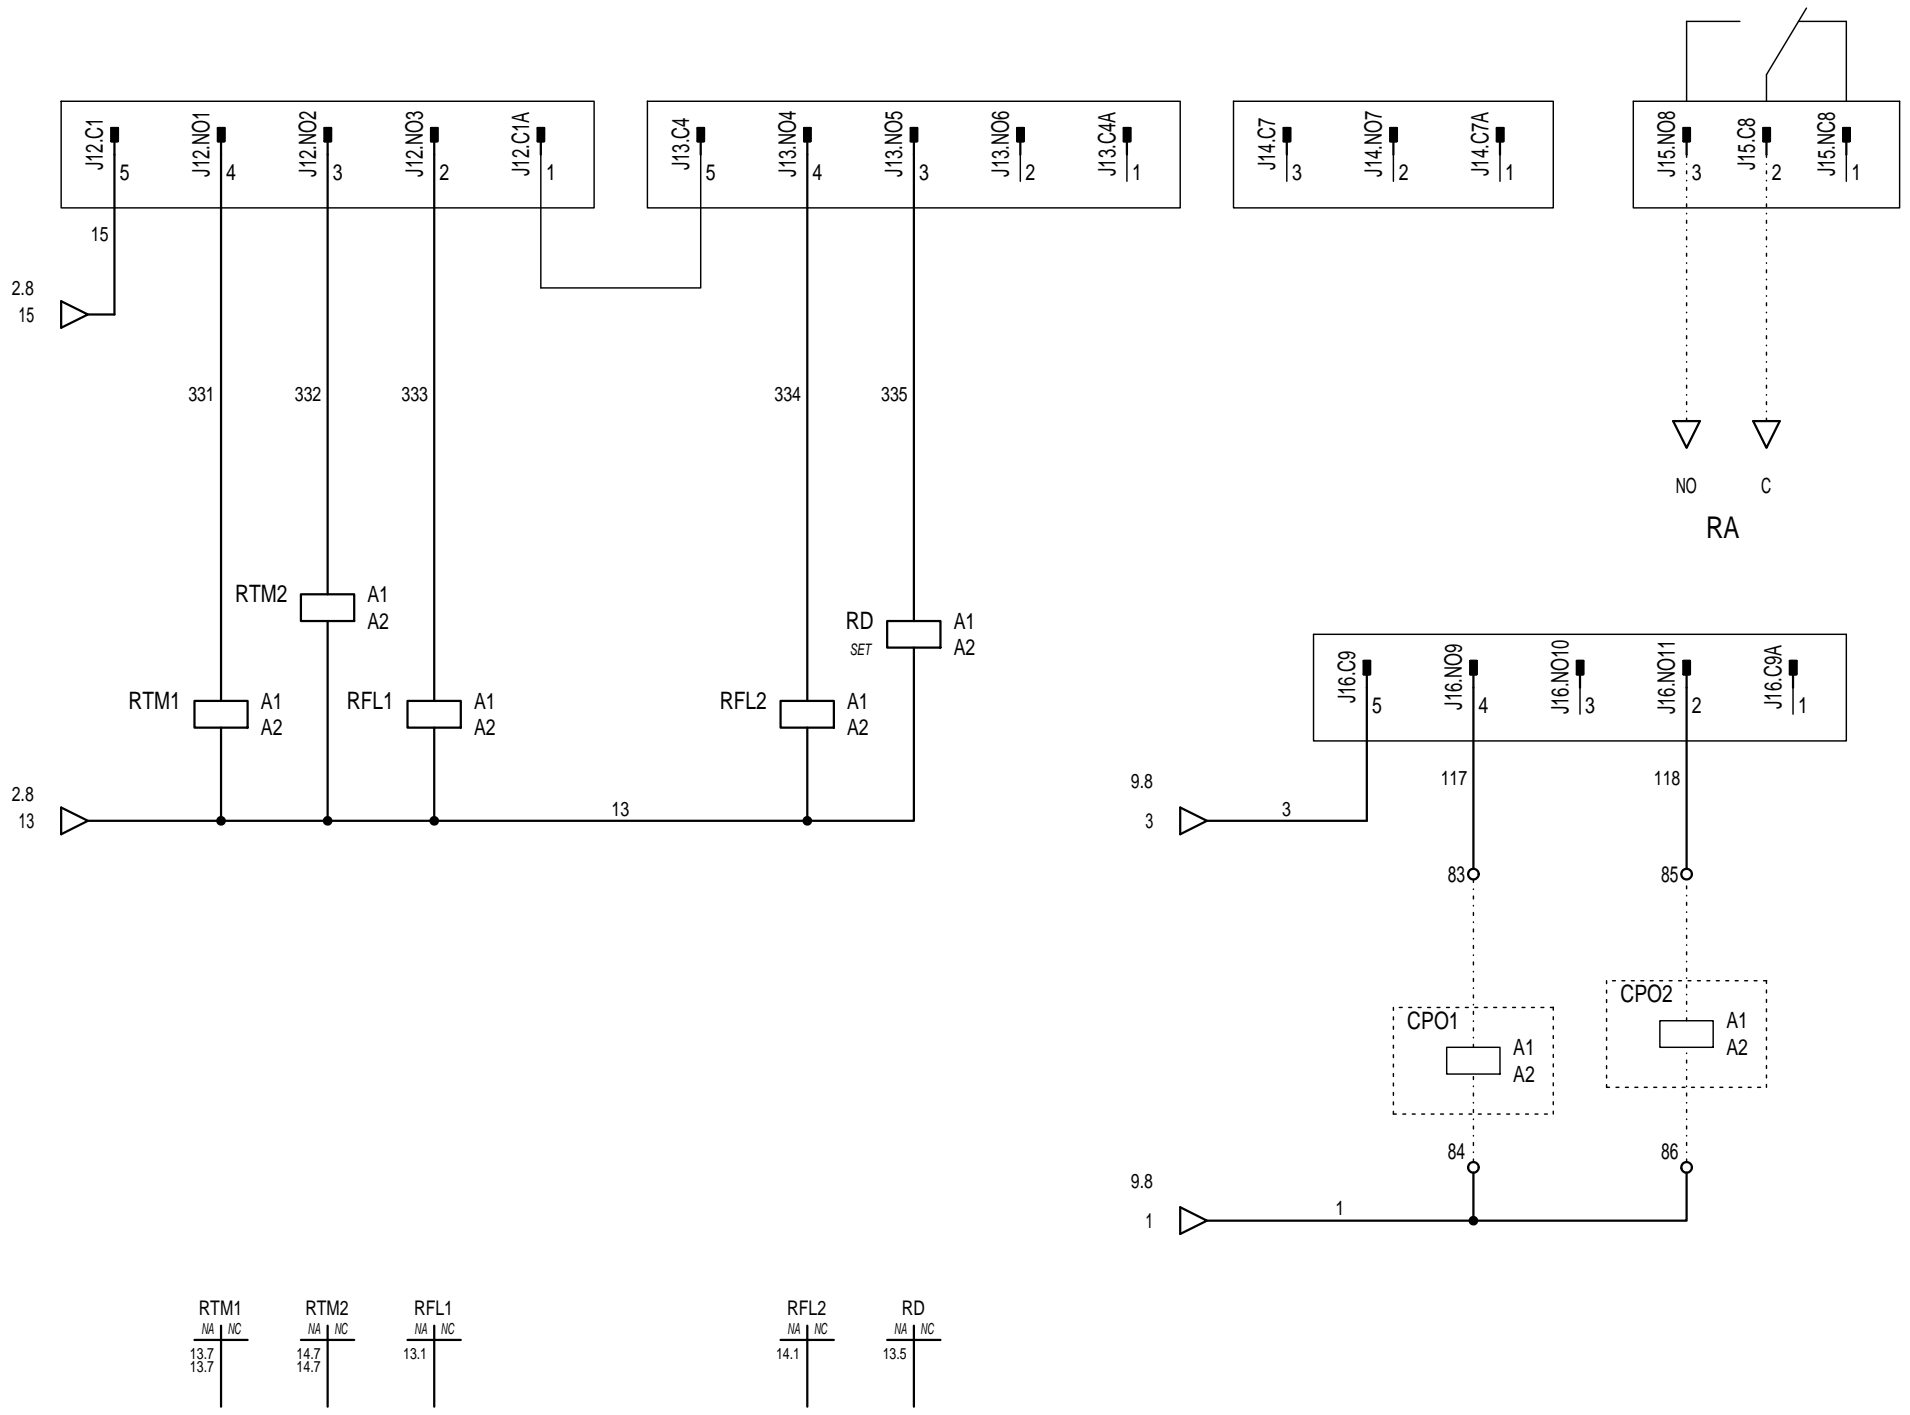 J12.C1 J12.NO1 J12.NO2 J12.NO3 J12.C1A
5 4 3 2 1
J13.C4 J13.NO4 J13.NO5 J13.NO6 J13.C4A
5 4 3 2 1
J14.C7 J14.NO7 J14.C7A
3 2 1
J15.NO8 J15.C8 J15.NC8
3 2 1
15
2.8
15
331 332 333 334 335
NO C
RA
RTM2 A1
A2
RD A1
SET A2
RTM1 A1
A2
RFL1 A1
A2
RFL2 A1
A2
2.8
13
13
J16.C9 J16.NO9 J16.NO10 J16.NO11 J16.C9A
5 4 3 2 1
117 118
9.8
3
3
83 85
CPO1
A1
A2
CPO2
A1
A2
84 86
9.8
1
1
RTM1
NA NC
13.7
13.7
RTM2
NA NC
14.7
14.7
RFL1
NA NC
13.1
RFL2
NA NC
14.1
RD
NA NC
13.5